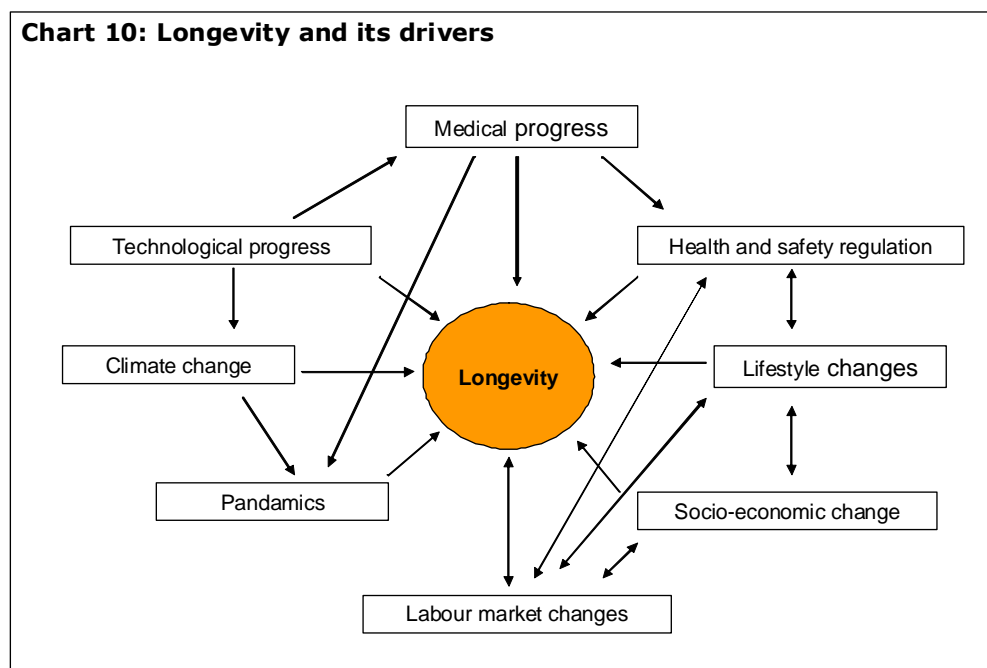 Chart 10: Longevity and its drivers
Medical progress
Technological progress
Health and safety regulation
Climate change
Longevity
Lifestyle changes
Pandamics
Socio-economic change
Labour market changes